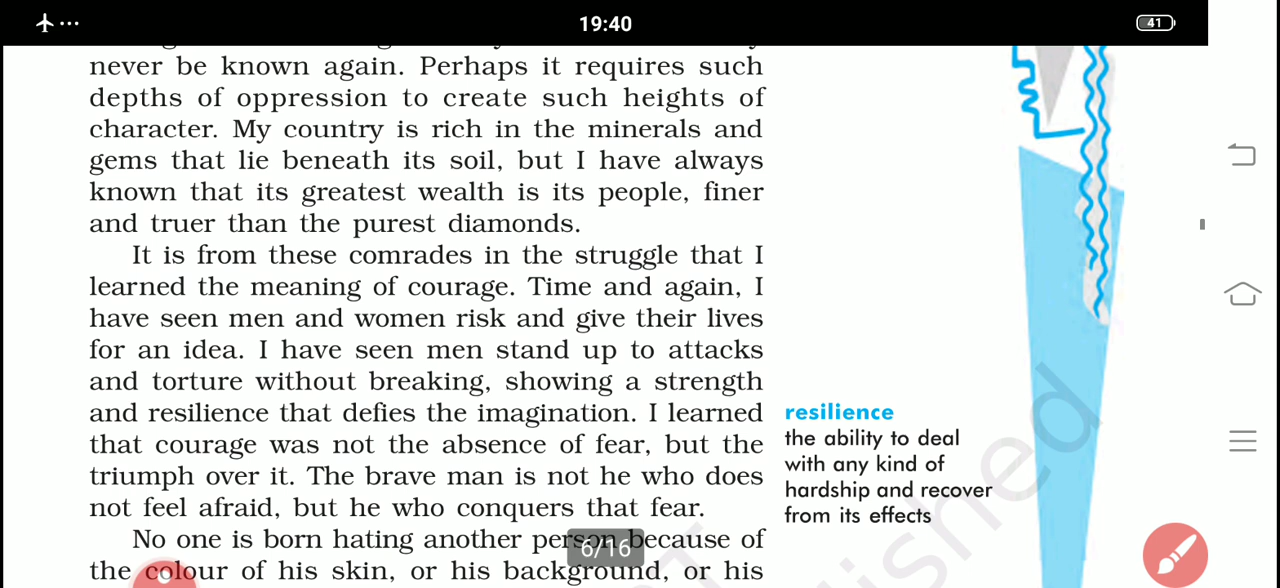 19:40
41
never be known again. Perhaps it requires such
depths of oppression to create such heights of
character. My country is rich in the minerals and
gems that lie beneath its soil, but I have always
known that its greatest wealth is its people, finer
and truer than the purest diamonds.
It is from these comrades in the struggle that I
learned the meaning of courage. Time and again, I
have seen men and women risk and give their lives
for an idea. I have seen men stand up to attacks
and torture without breaking, showing a strength
and resilience that defies the imagination. I learned
that courage was not the absence of fear, but the
triumph over it. The brave man is not he who does
not feel afraid, but he who conquers that fear.
No one is born hating another person because of
the colour of his skin, or his background, or his
resilience
the ability to deal
with any kind of
hardship and recover
from its effects
6/16